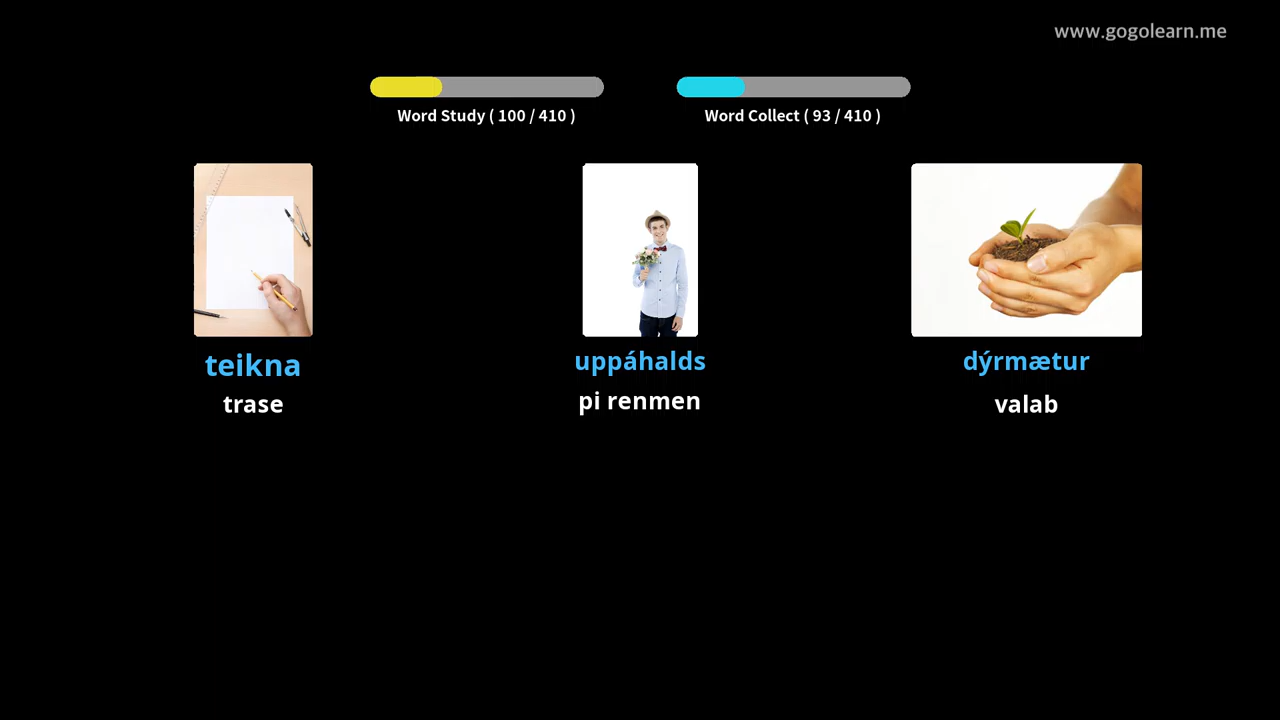 www.gogolearn.me
Word Study ( 100 / 410 )
Word Collect ( 93 / 410 )
teikna
trase
uppáhalds
pi renmen
dýrmætur
valab